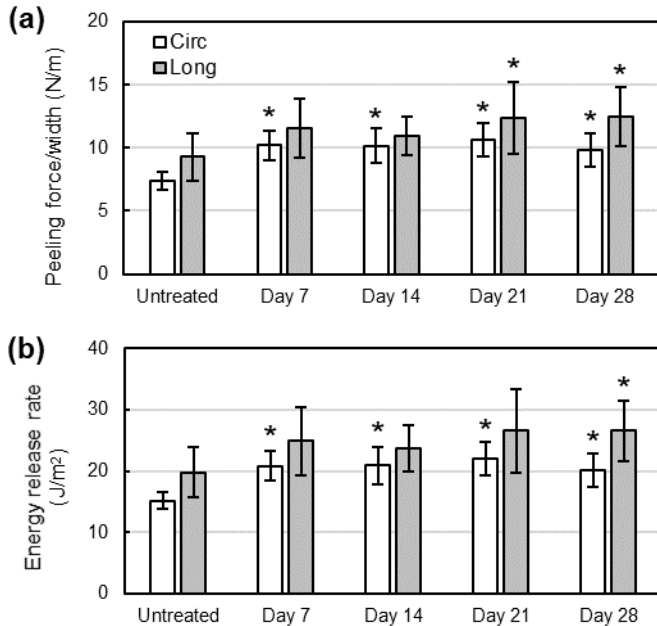 (a)
Peeling force/width (N/m)
20
15
10
5
0
Circ
Long
*
*
*
*
*
*
Untreated
Day 7
Day 14
Day 21
Day 28
(b)
Energy release rate
(J/m²)
40
30
20
10
0
*
*
*
*
*
Untreated
Day 7
Day 14
Day 21
Day 28